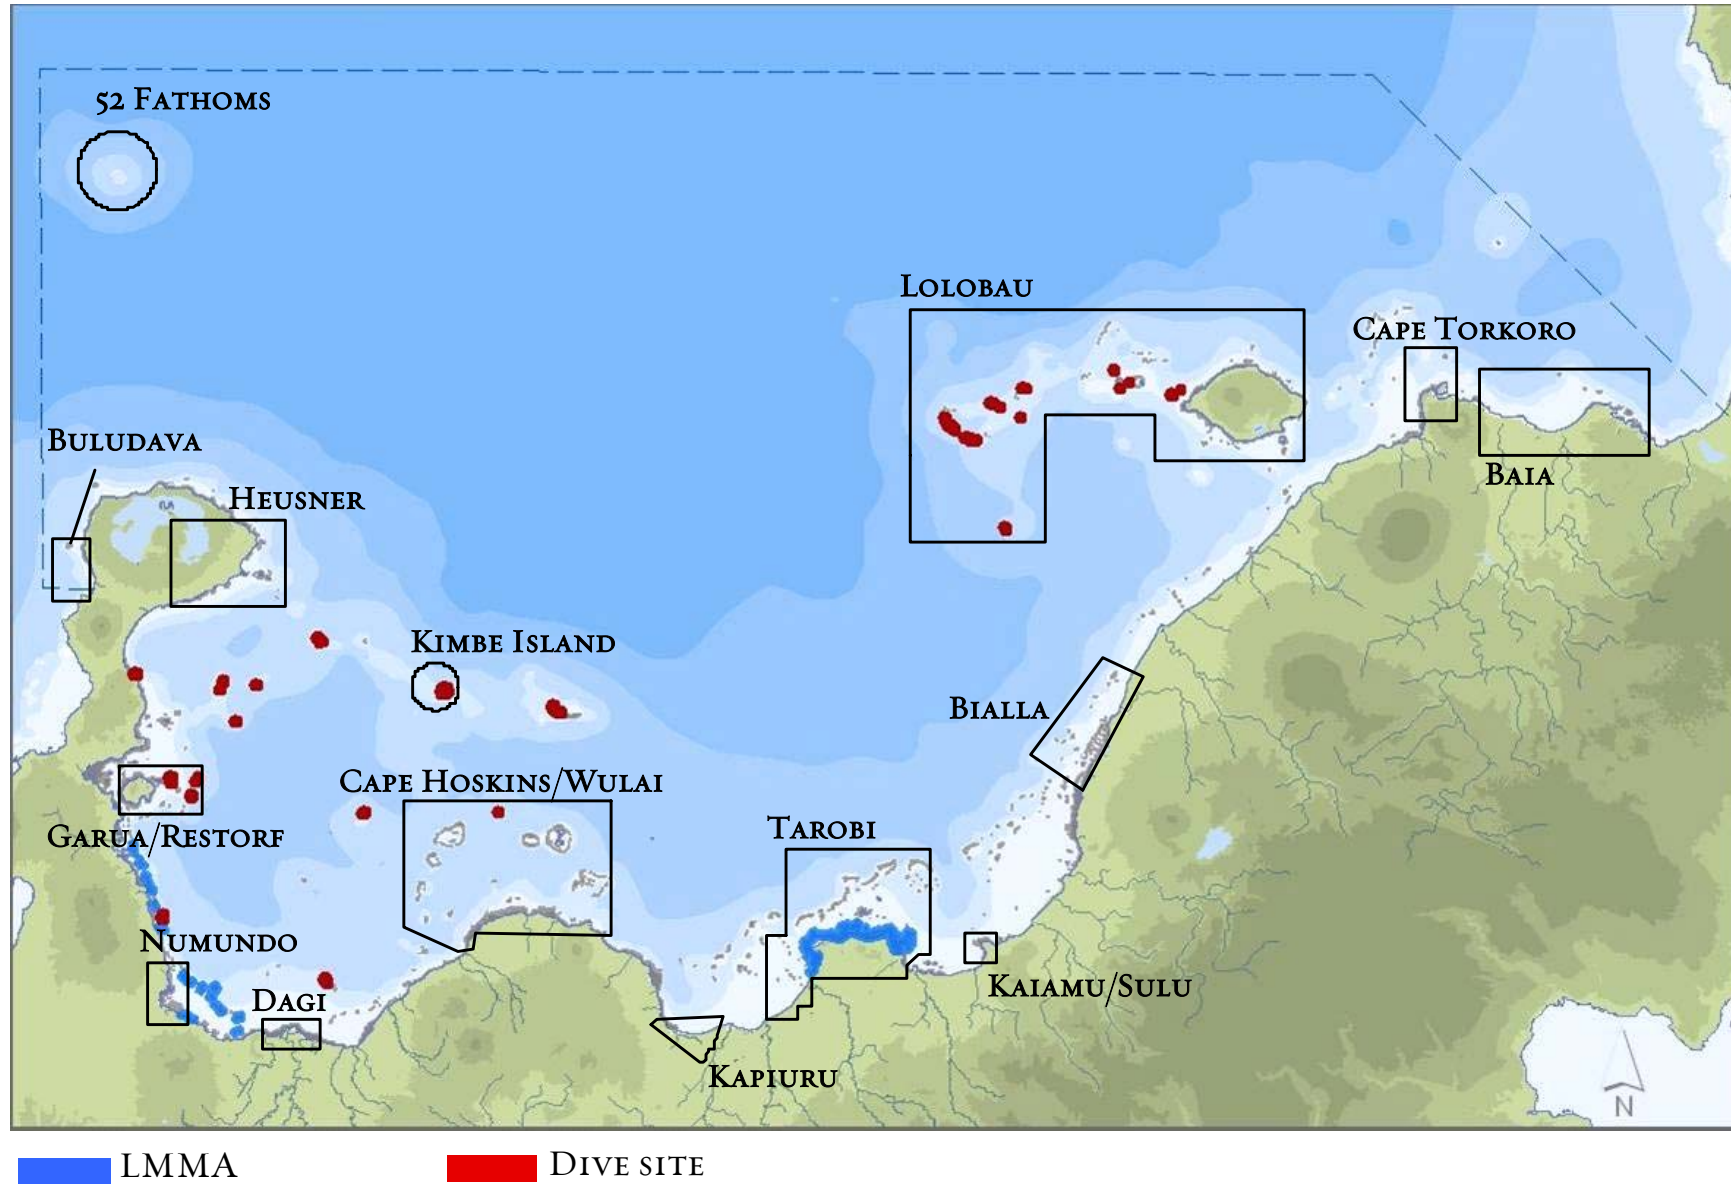 52 Fathoms
Lolobau
Cape Torkoro
Buludava
Baia
Heusner
Kimbe Island
Bialla
Cape Hoskins/Wulai
Garua/Restorf
Tarobi
Numundo
Kaiamu/Sulu
Dagi
Kapiuru
N
LMMA
Dive site